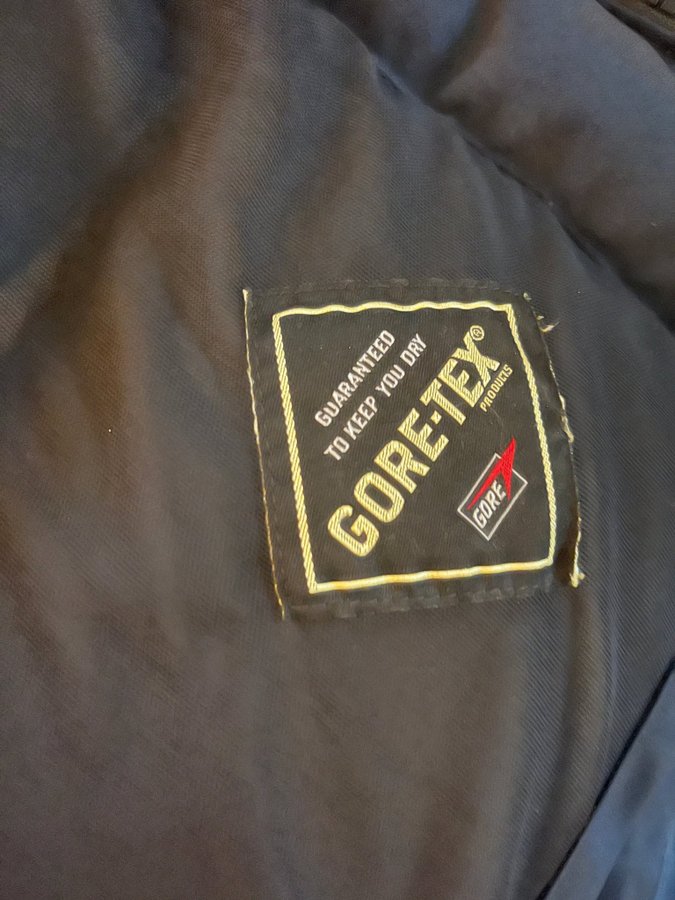 GUARANTEED
TO KEEP YOU DRY
GORE-TEX®
PRODUCTS
GORE